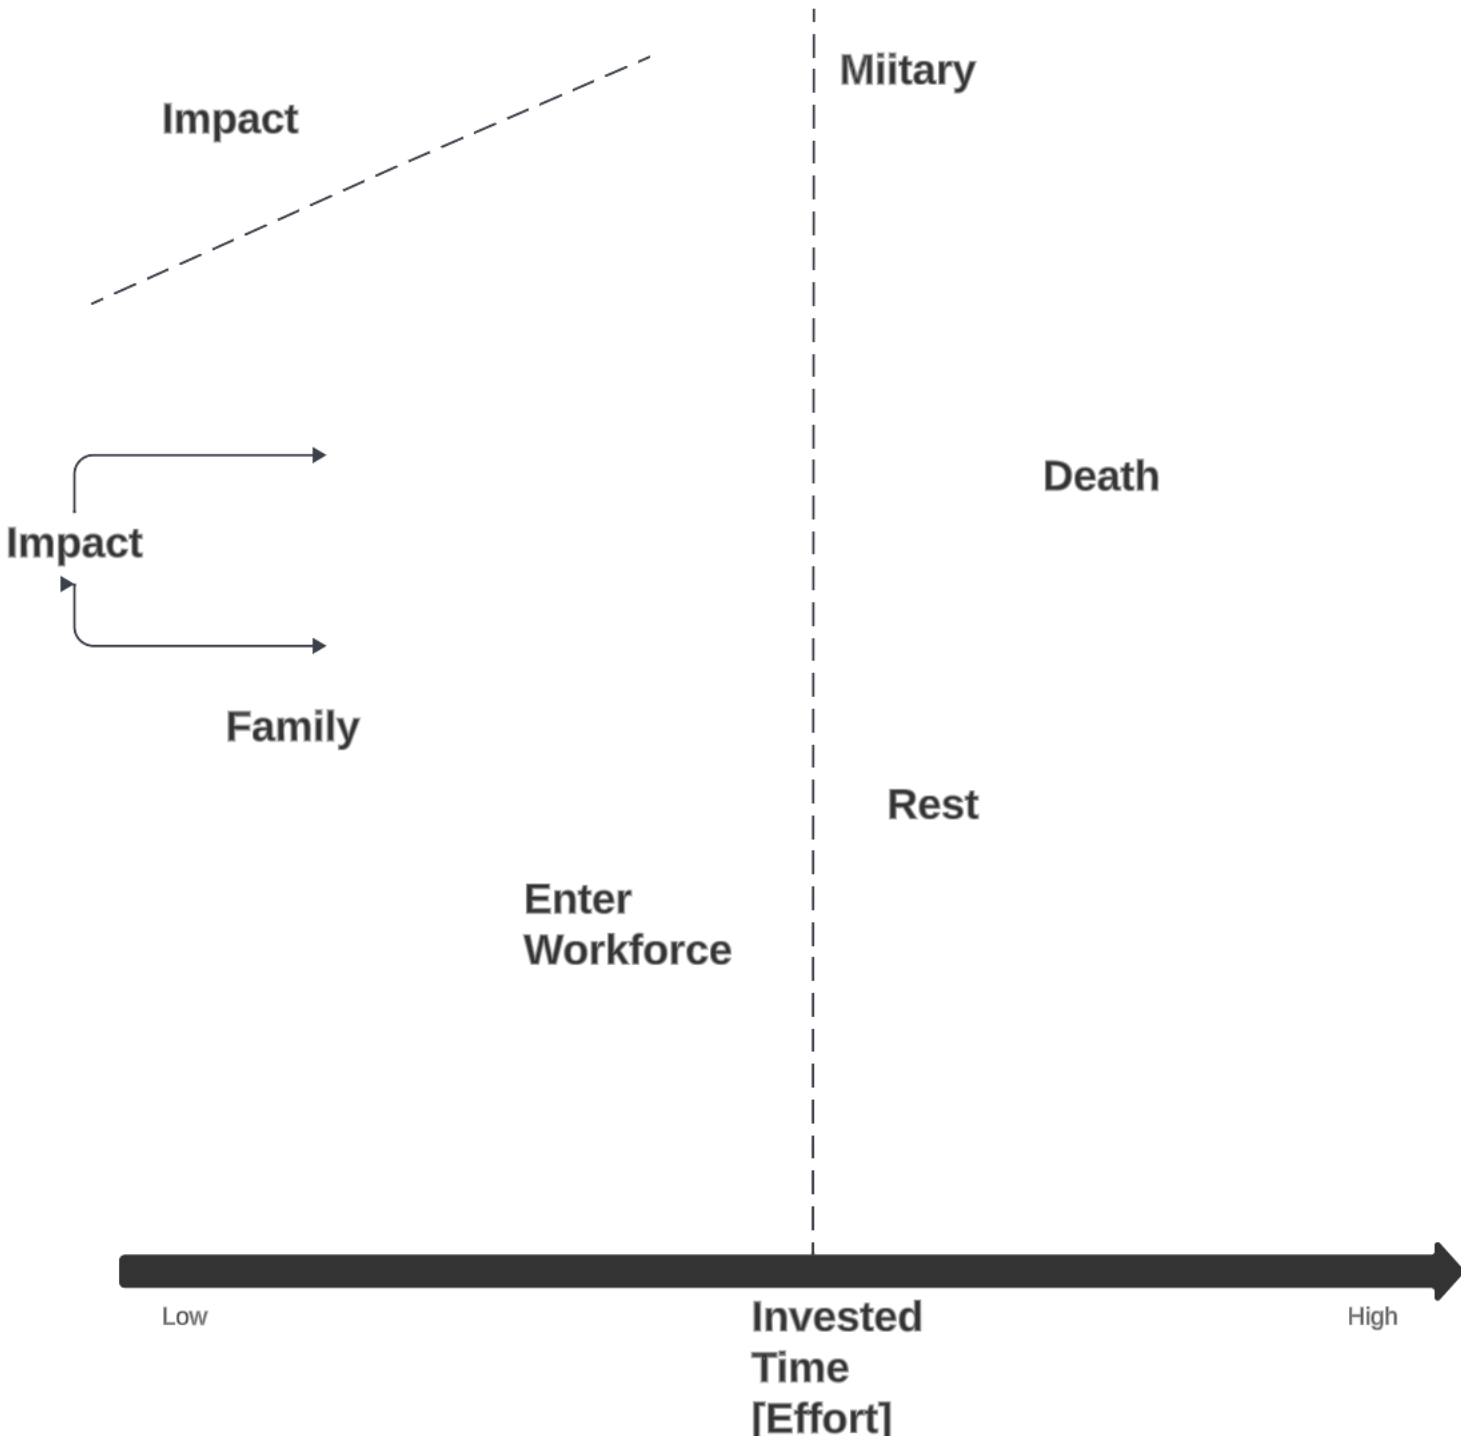 Miitary
Impact
Death
Impact
Family
Rest
Enter
Workforce
Low
High
Invested
Time
[Effort]